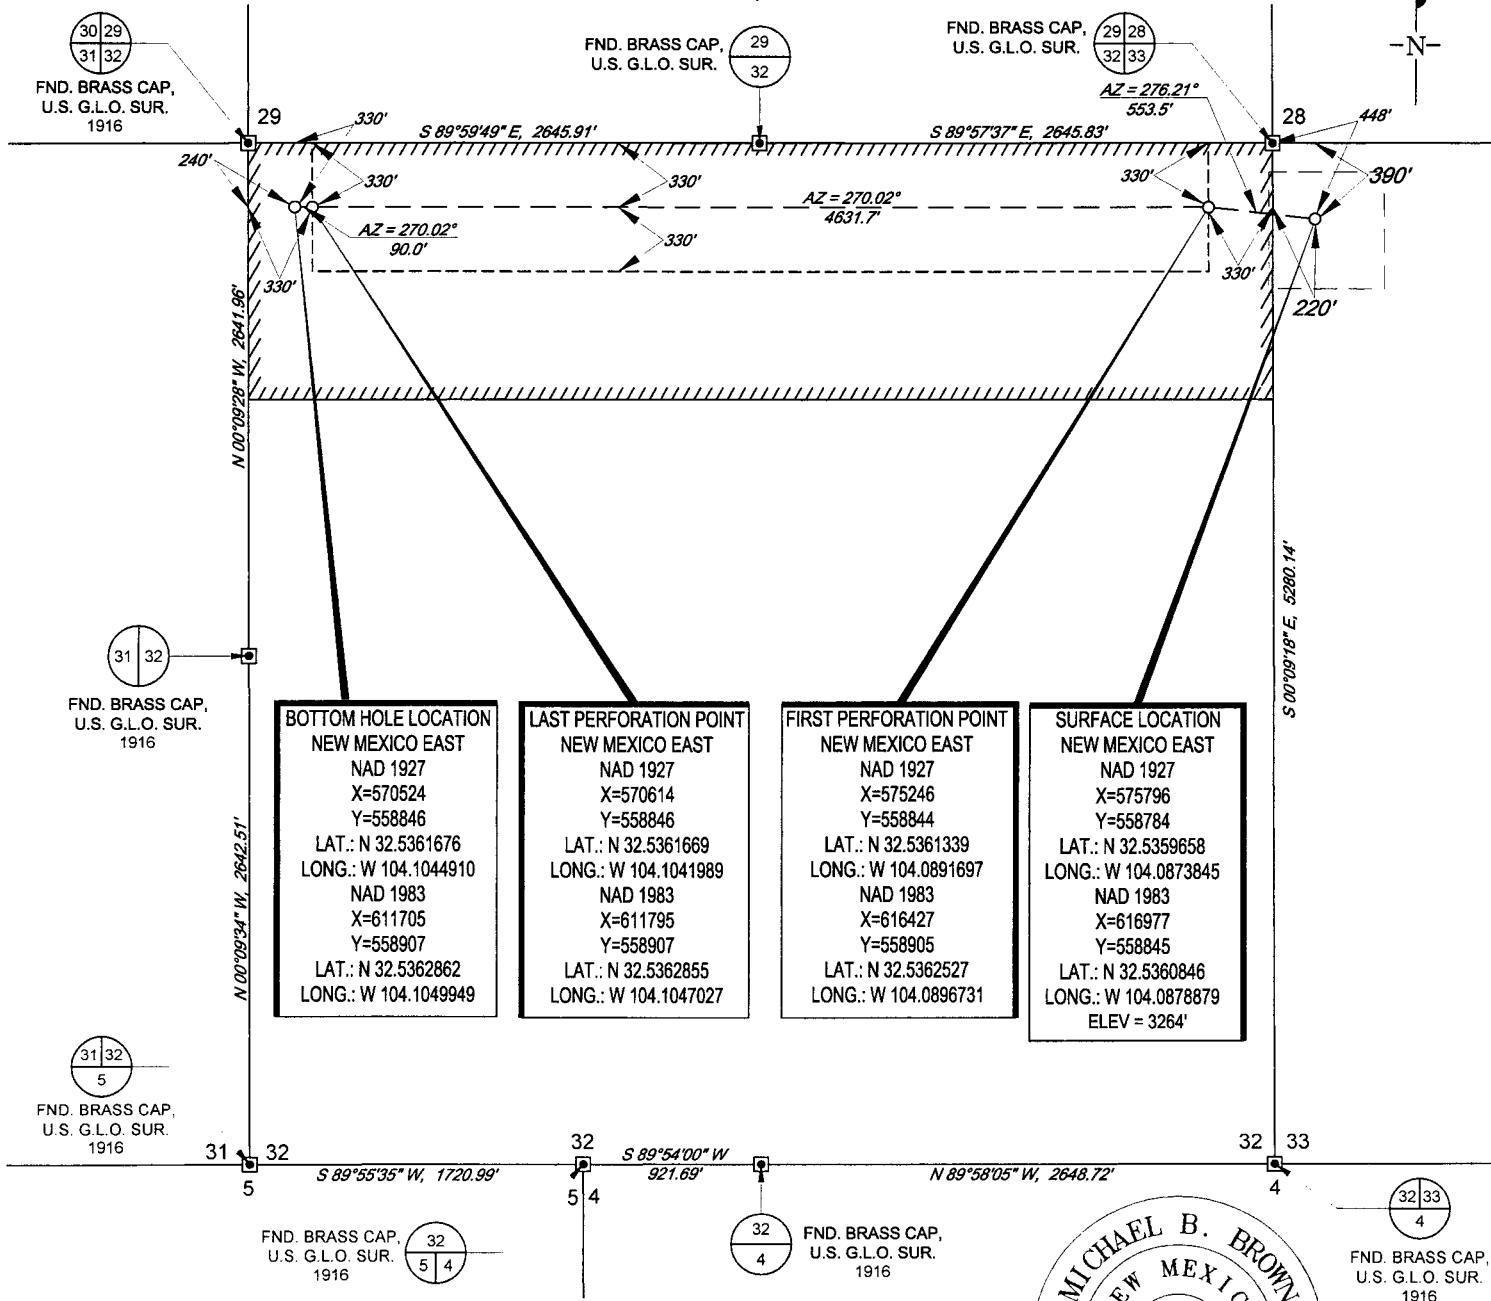 30 29
31 32
FND. BRASS CAP,
U.S. G.L.O. SUR.
1916
FND. BRASS CAP,
U.S. G.L.O. SUR.
29
32
FND. BRASS CAP,
U.S. G.L.O. SUR.
29 28
32 33
-N-
29
330'
S 89°59'49" E, 2645.91'
S 89°57'37" E, 2645.83'
AZ = 276.21°
553.5'
28
448'
240'
330'
330'
330'
390'
AZ = 270.02°
4631.7'
AZ = 270.02°
90.0'
330'
330'
330'
220'
N 00°09'28" W, 2641.96'
S 00°09'18" E, 5280.14'
31 32
FND. BRASS CAP,
U.S. G.L.O. SUR.
1916
BOTTOM HOLE LOCATION
NEW MEXICO EAST
NAD 1927
X=570524
Y=558846
LAT.: N 32.5361676
LONG.: W 104.1044910
NAD 1983
X=611705
Y=558907
LAT.: N 32.5362862
LONG.: W 104.1049949
LAST PERFORATION POINT
NEW MEXICO EAST
NAD 1927
X=570614
Y=558846
LAT.: N 32.5361669
LONG.: W 104.1041989
NAD 1983
X=611795
Y=558907
LAT.: N 32.5362855
LONG.: W 104.1047027
FIRST PERFORATION POINT
NEW MEXICO EAST
NAD 1927
X=575246
Y=558844
LAT.: N 32.5361339
LONG.: W 104.0891697
NAD 1983
X=616427
Y=558905
LAT.: N 32.5362527
LONG.: W 104.0896731
SURFACE LOCATION
NEW MEXICO EAST
NAD 1927
X=575796
Y=558784
LAT.: N 32.5359658
LONG.: W 104.0873845
NAD 1983
X=616977
Y=558845
LAT.: N 32.5360846
LONG.: W 104.0878879
ELEV = 3264'
N 00°09'34" W, 2642.51'
31 32
5
FND. BRASS CAP,
U.S. G.L.O. SUR.
1916
31 32
5
S 89°55'35" W, 1720.99'
32
5 4
S 89°54'00" W
921.69'
N 89°58'05" W, 2648.72'
32 33
4
FND. BRASS CAP,
U.S. G.L.O. SUR.
1916
32
5 4
32
4
FND. BRASS CAP,
U.S. G.L.O. SUR.
1916
32 33
4
FND. BRASS CAP,
U.S. G.L.O. SUR.
1916
MICHAEL B. BROWN
MEXIC